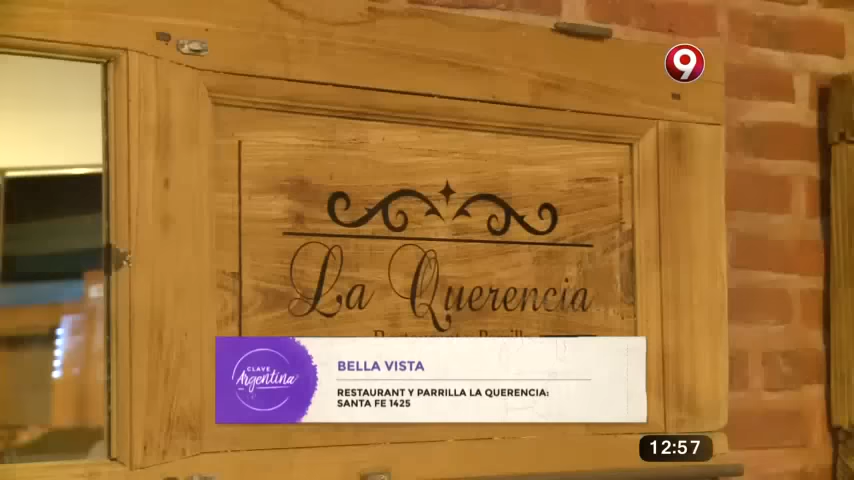 9
La Querencia
CLAVE
Argentina
BELLA VISTA
RESTAURANT Y PARRILLA LA QUERENCIA:
SANTA FE 1425
12:57